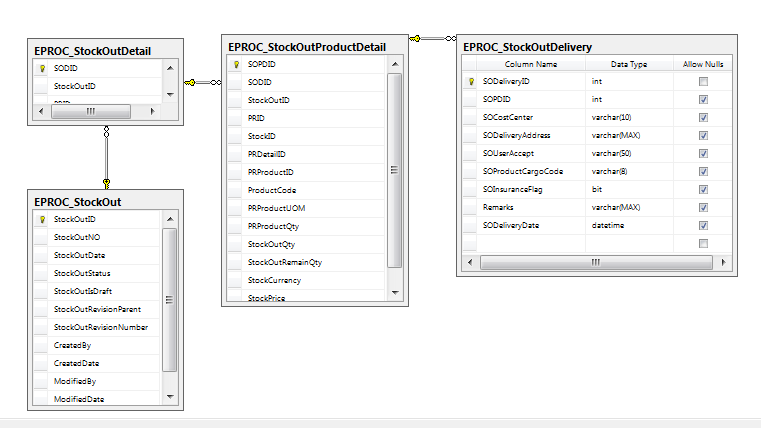 EPROC_StockOutDetail
SODID
StockOutID
EPROC_StockOut
StockOutID
StockOutNO
StockOutDate
StockOutStatus
StockOutIsDraft
StockOutRevisionParent
StockOutRevisionNumber
CreatedBy
CreatedDate
ModifiedBy
ModifiedDate
EPROC_StockOutProductDetail
SOPDID
SODID
StockOutID
PRID
StockID
PRDetailID
PRProductID
ProductCode
PRProductUOM
PRProductQty
StockOutQty
StockOutRemainQty
StockCurrency
StockPrice
EPROC_StockOutDelivery
Column Name Data Type Allow Nulls
SODeliveryID int
SOPDID int
SOCostCenter varchar(10)
SODeliveryAddress varchar(MAX)
SOUserAccept varchar(50)
SOProductCargoCode varchar(8)
SOInsuranceFlag bit
Remarks varchar(MAX)
SODeliveryDate datetime